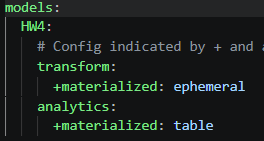 models:
  HW4:
    # Config indicated by + and
    transform:
      +materialized: ephemeral
    analytics:
      +materialized: table